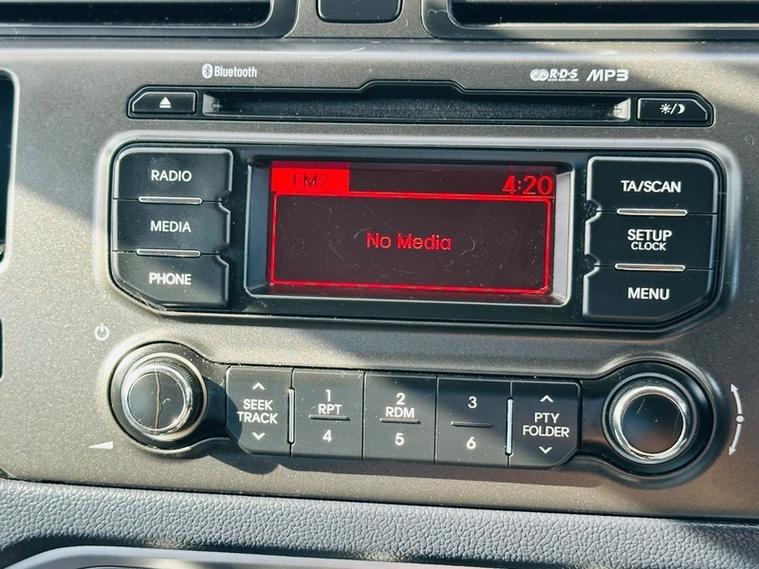 Bluetooth
R·D·S MP3
RADIO
MEDIA
PHONE
FM2 4:20
No Media
TA/SCAN
SETUP
CLOCK
MENU
SEEK
TRACK
1
RPT
4
2
RDM
5
3
6
PTY
FOLDER